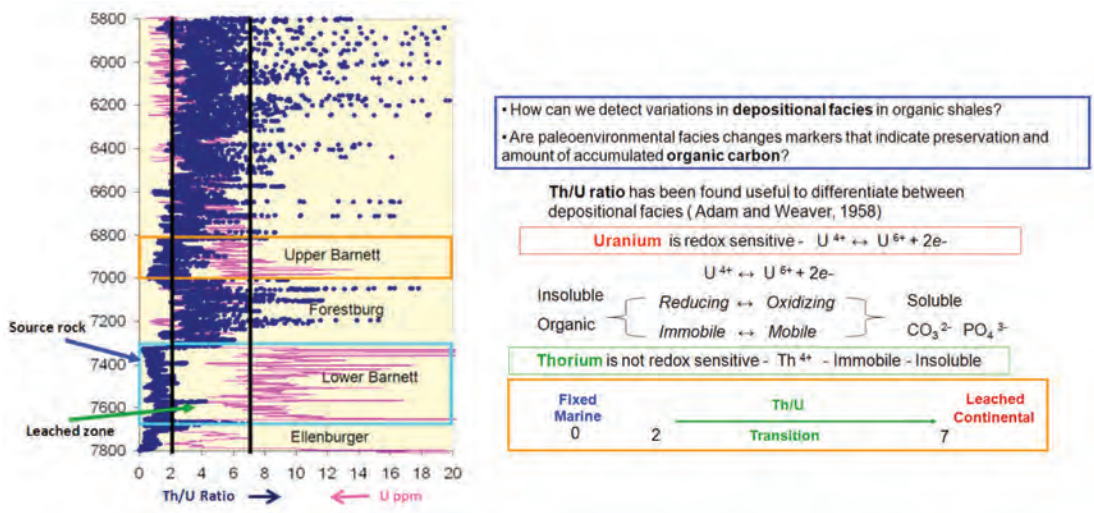 5800
6000
6200
6400
6600
6800
7000
7200
7400
7600
7800
0 2 4 6 8 10 12 14 16 18 20
Th/U Ratio
U ppm
Upper Barnett
Forestburg
Lower Barnett
Ellenburger
Source rock
Leached zone
• How can we detect variations in depositional facies in organic shales?
• Are paleoenvironmental facies changes markers that indicate preservation and
amount of accumulated organic carbon?
Th/U ratio has been found useful to differentiate between
depositional facies ( Adam and Weaver, 1958)
Uranium is redox sensitive - U ⁴⁺ ↔ U ⁶⁺ + 2e-
U ⁴⁺ ↔ U ⁶⁺ + 2e-
Insoluble Reducing ↔ Oxidizing Soluble
Organic Immobile ↔ Mobile CO₃²⁻ PO₄ ³⁻
Thorium is not redox sensitive - Th ⁴⁺ - Immobile - Insoluble
Fixed Th/U Leached
Marine Continental
0 2 Transition 7